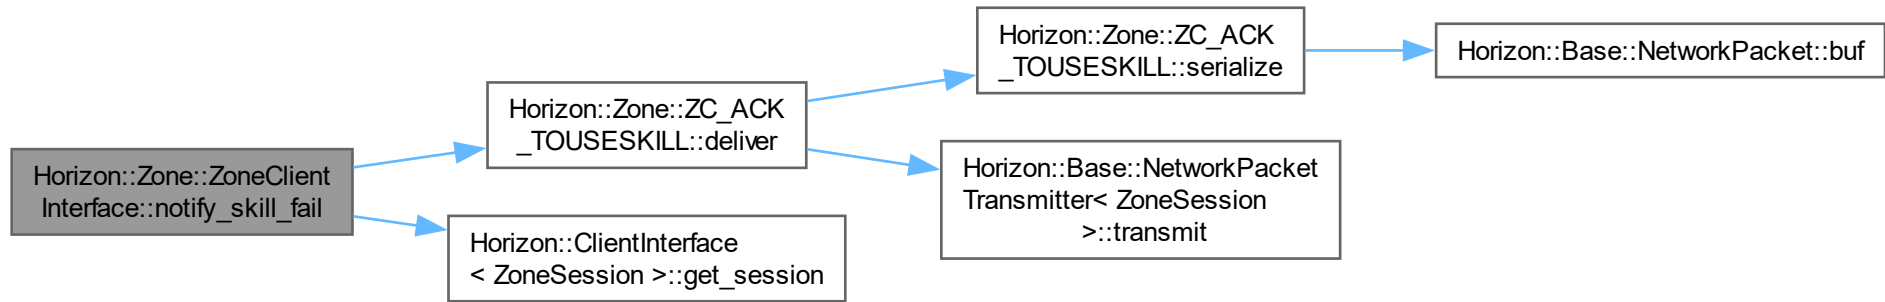 Horizon::Zone::ZoneClient
Interface::notify_skill_fail
Horizon::Zone::ZC_ACK
_TOUSESKILL::deliver
Horizon::Zone::ZC_ACK
_TOUSESKILL::serialize
Horizon::Base::NetworkPacket::buf
Horizon::Base::NetworkPacket
Transmitter< ZoneSession
>::transmit
Horizon::ClientInterface
< ZoneSession >::get_session